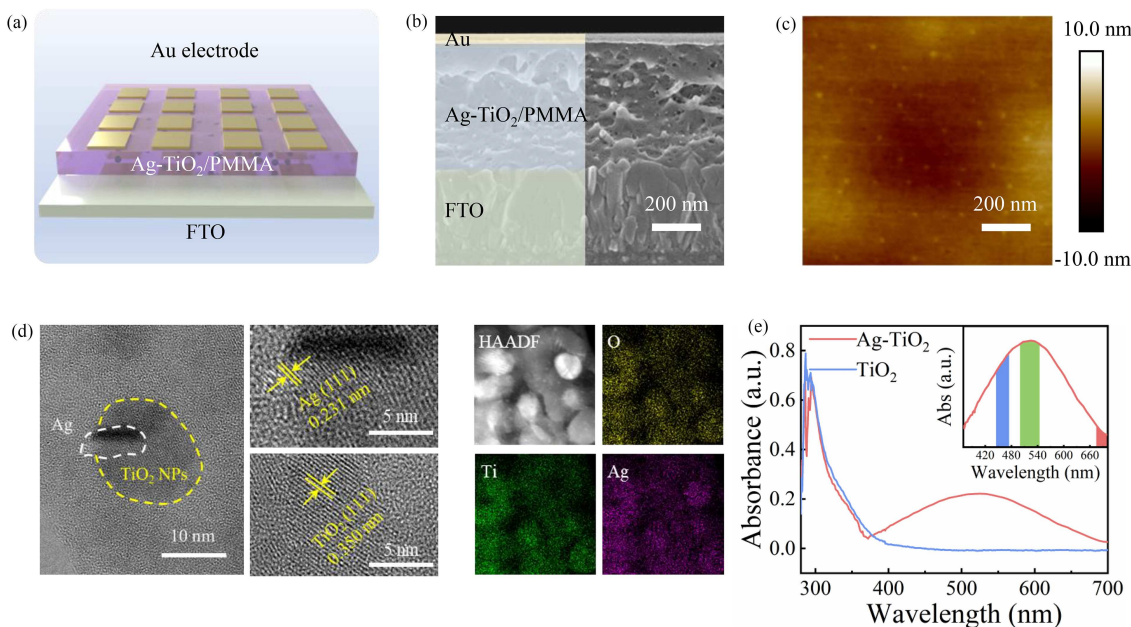 (a)
Au electrode
Ag-TiO₂/PMMA
FTO
(b)
Au
Ag-TiO₂/PMMA
FTO
200 nm
(c)
200 nm
10.0 nm
-10.0 nm
(d)
Ag
TiO₂ NPs
10 nm
Ag (111)
0.231 nm
5 nm
TiO₂ (111)
0.350 nm
5 nm
HAADF
O
Ti
Ag
(e)
Absorbance (a.u.)
0.8
0.6
0.4
0.2
0.0
300
400
500
600
700
Wavelength (nm)
Ag-TiO₂
TiO₂
Abs (a.u.)
420
480
540
600
660
Wavelength (nm)